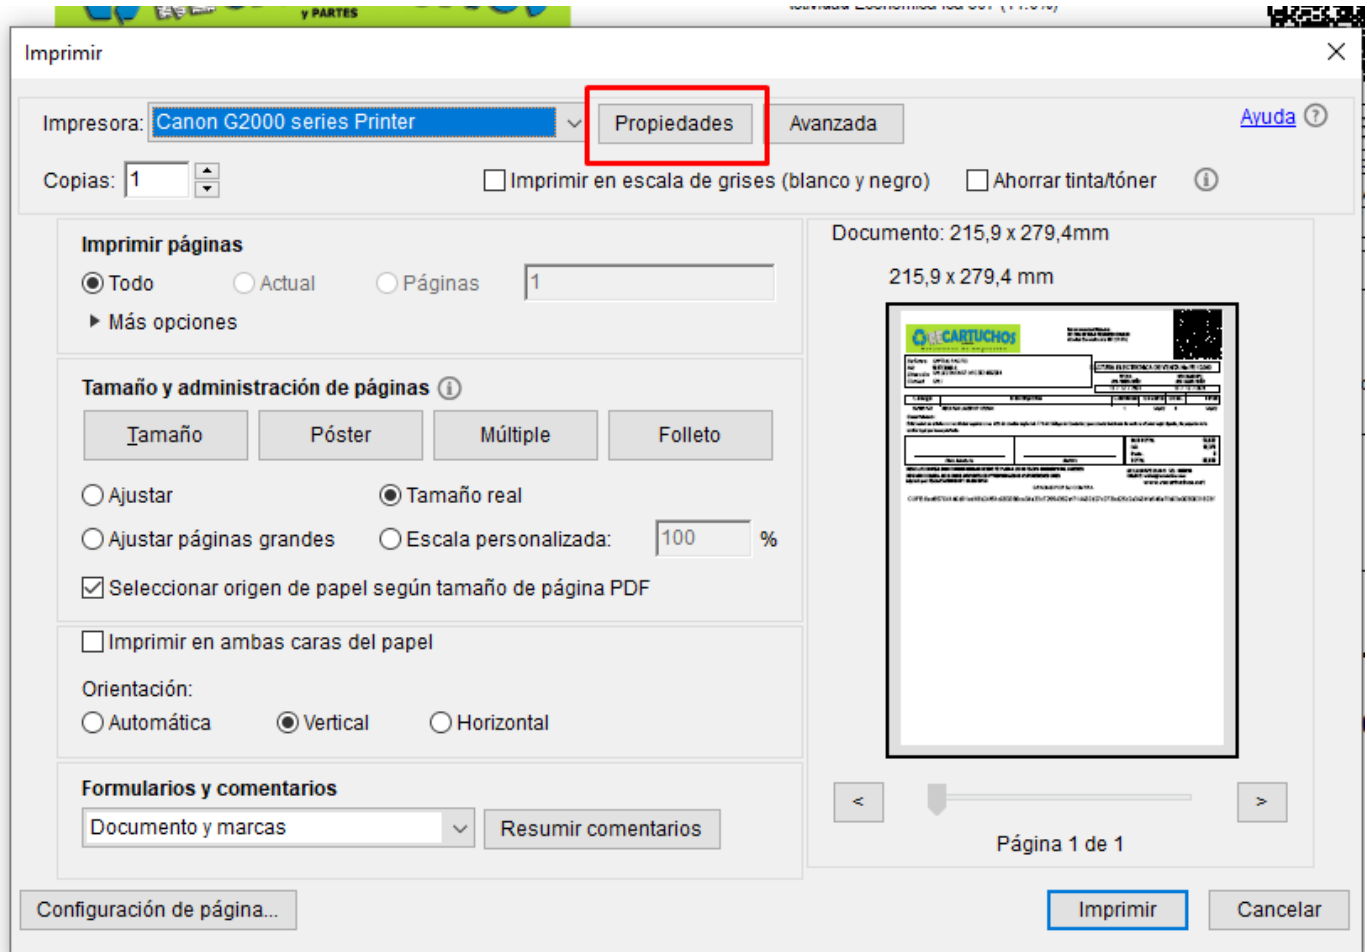 y PARTES
Imprimir
Impresora: Canon G2000 series Printer Propiedades Avanzada Ayuda ?
Copias: 1 Imprimir en escala de grises (blanco y negro) Ahorrar tinta/tóner i
Imprimir páginas
Todo Actual Páginas 1
Más opciones
Tamaño y administración de páginas i
Tamaño Póster Múltiple Folleto
Ajustar Tamaño real
Ajustar páginas grandes Escala personalizada: 100 %
Seleccionar origen de papel según tamaño de página PDF
Imprimir en ambas caras del papel
Orientación:
Automática Vertical Horizontal
Formularios y comentarios
Documento y marcas Resumir comentarios
Documento: 215,9 x 279,4mm
215,9 x 279,4 mm
RECARTUCHOS
< >
Página 1 de 1
Configuración de página... Imprimir Cancelar